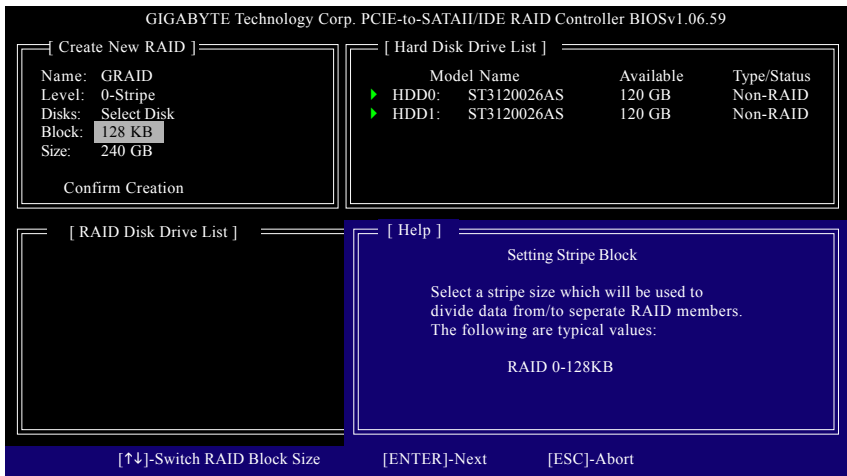 GIGABYTE Technology Corp. PCIE-to-SATAII/IDE RAID Controller BIOSv1.06.59
[ Create New RAID ]
Name: GRAID
Level: 0-Stripe
Disks: Select Disk
Block: 128 KB
Size: 240 GB
Confirm Creation
[ Hard Disk Drive List ]
Model Name Available Type/Status
HDD0: ST3120026AS 120 GB Non-RAID
HDD1: ST3120026AS 120 GB Non-RAID
[ RAID Disk Drive List ]
[ Help ]
Setting Stripe Block
Select a stripe size which will be used to
divide data from/to seperate RAID members.
The following are typical values:
RAID 0-128KB
[↑↓]-Switch RAID Block Size [ENTER]-Next [ESC]-Abort